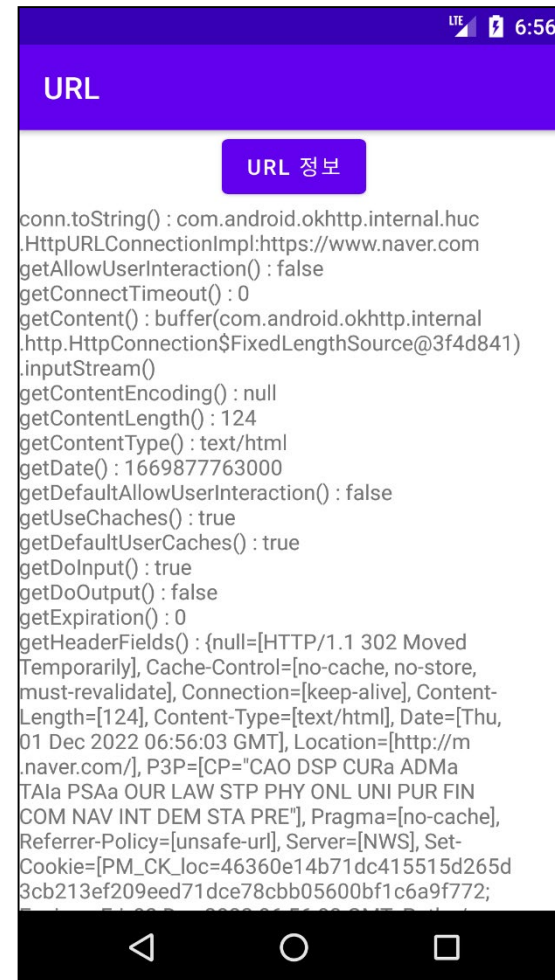 LTE 6:56
URL
URL 정보
conn.toString() : com.android.okhttp.internal.huc
.HttpURLConnectionImpl:https://www.naver.com
getAllowUserInteraction() : false
getConnectTimeout() : 0
getContent() : buffer(com.android.okhttp.internal
.http.HttpConnection$FixedLengthSource@3f4d841)
.inputStream()
getContentEncoding() : null
getContentLength() : 124
getContentType() : text/html
getDate() : 1669877763000
getDefaultAllowUserInteraction() : false
getUseChaches() : true
getDefaultUserCaches() : true
getDoInput() : true
getDoOutput() : false
getExpiration() : 0
getHeaderFields() : {null=[HTTP/1.1 302 Moved
Temporarily], Cache-Control=[no-cache, no-store,
must-revalidate], Connection=[keep-alive], Content-
Length=[124], Content-Type=[text/html], Date=[Thu,
01 Dec 2022 06:56:03 GMT], Location=[http://m
.naver.com/], P3P=[CP="CAO DSP CURa ADMa
TAIa PSAa OUR LAW STP PHY ONL UNI PUR FIN
COM NAV INT DEM STA PRE"], Pragma=[no-cache],
Referrer-Policy=[unsafe-url], Server=[NWS], Set-
Cookie=[PM_CK_loc=46360e14b71dc415515d265d
3cb213ef209eed71dce78cbb05600bf1c6a9f772;